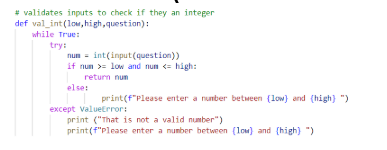 # validates inputs to check if they an integer
def val_int(low,high,question):
    while True:
        try:
            num = int(input(question))
            if num >= low and num <= high:
                return num
            else:
                print(f"Please enter a number between {low} and {high} ")
        except ValueError:
            print ("That is not a valid number")
            print(f"Please enter a number between {low} and {high} ")